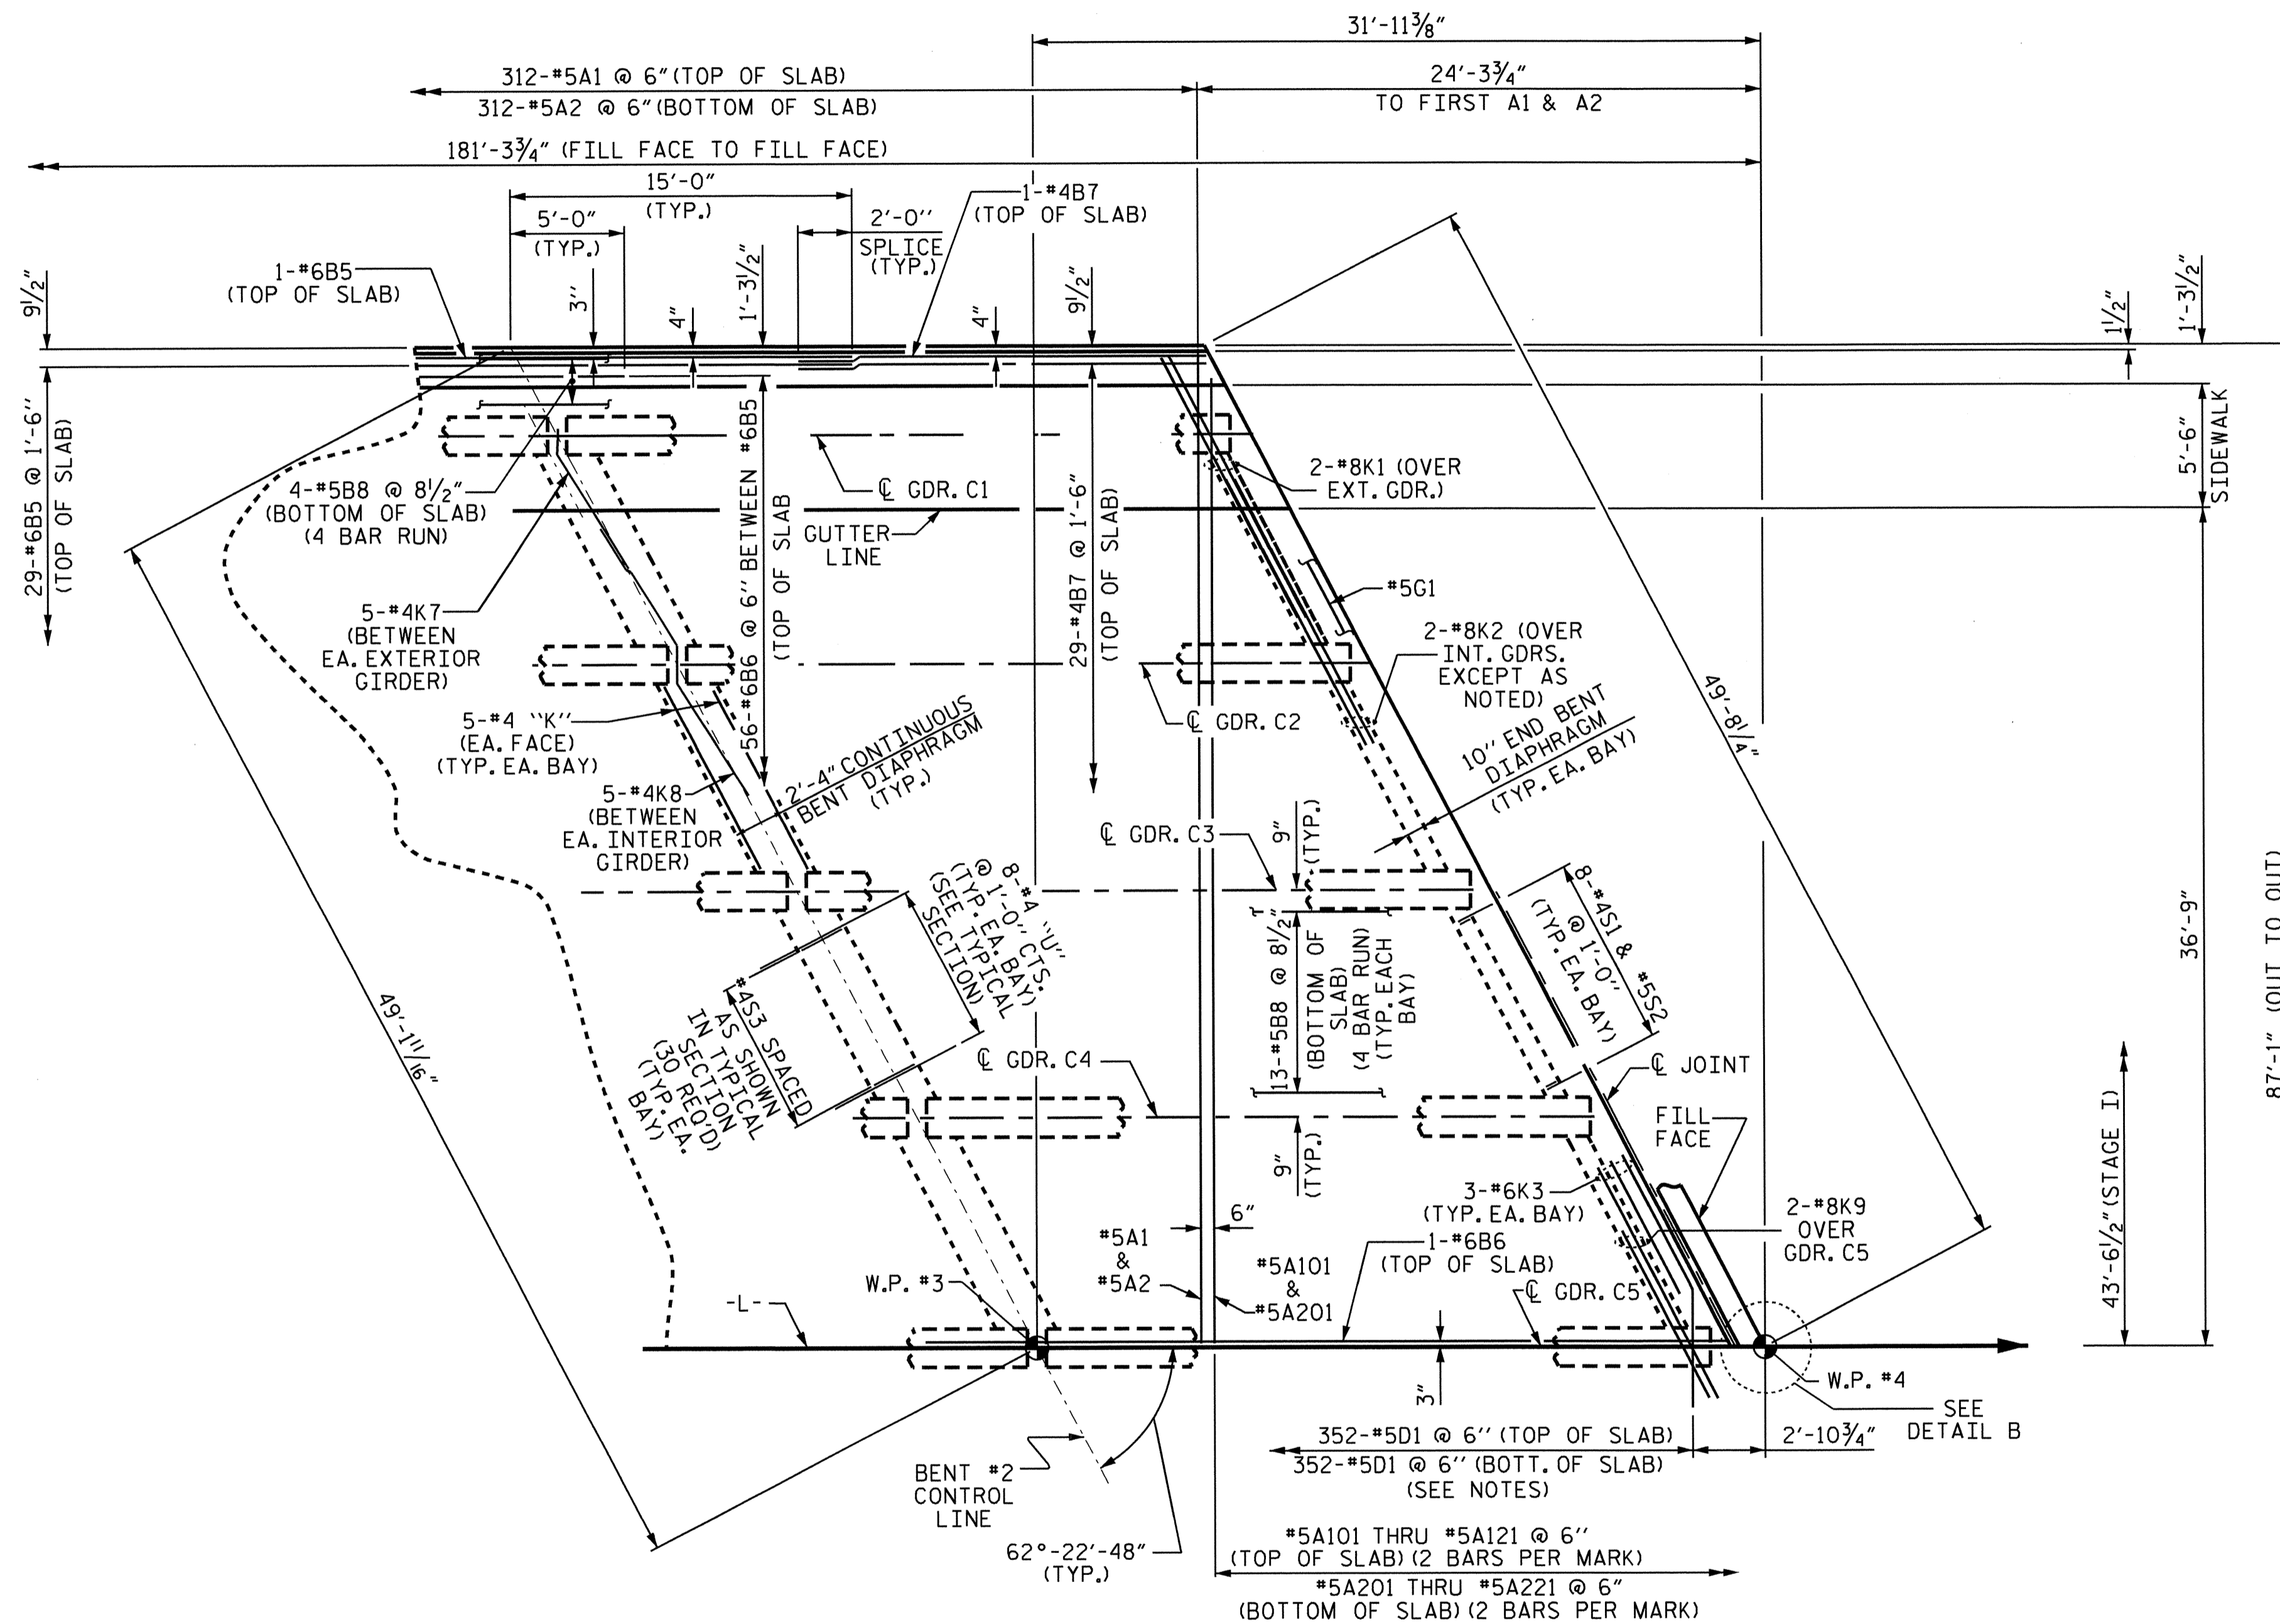 31'-11 3/8"
312-#5A1 @ 6" (TOP OF SLAB)
312-#5A2 @ 6" (BOTTOM OF SLAB)
24'-3 3/4"
TO FIRST A1 & A2
181'-3 3/4" (FILL FACE TO FILL FACE)
15'-0"
(TYP.)
5'-0"
(TYP.)
2'-0"
SPLICE
(TYP.)
1-#4B7
(TOP OF SLAB)
1-#6B5
(TOP OF SLAB)
9 1/2"
3"
4"
1'-3 1/2"
4"
9 1/2"
1 1/2"
1'-3 1/2"
29-#6B5 @ 1'-6"
(TOP OF SLAB)
4-#5B8 @ 8 1/2"
(BOTTOM OF SLAB)
(4 BAR RUN)
56-#6B6 @ 6" BETWEEN #6B5
(TOP OF SLAB
℄ GDR. C1
GUTTER
LINE
29-#4B7 @ 1'-6"
(TOP OF SLAB)
2-#8K1 (OVER
EXT. GDR.)
5'-6"
SIDEWALK
#5G1
5-#4K7
(BETWEEN
EA. EXTERIOR
GIRDER)
2-#8K2 (OVER
INT. GDRS.
EXCEPT AS
NOTED)
49'-8 1/4"
5-#4 "K"
(EA. FACE)
(TYP. EA. BAY)
℄ GDR. C2
2'-4" CONTINUOUS
BENT DIAPHRAGM
(TYP.)
10" END BENT
DIAPHRAGM
(TYP. EA. BAY)
5-#4K8
(BETWEEN
EA. INTERIOR
GIRDER)
℄ GDR. C3
9"
(TYP.)
8-#4 "U"
@ 1'-0" CTS.
(TYP. EA. BAY)
(SEE TYPICAL
SECTION)
13-#5B8 @ 8 1/2"
(BOTTOM OF
SLAB)
(4 BAR RUN)
(TYP. EACH
BAY)
8-#4S1 & #5S2
@ 1'-0"
(TYP. EA. BAY)
36'-9"
87'-1" (OUT TO OUT)
49'-1 11/16"
#4S3 SPACED
AS SHOWN
IN TYPICAL
SECTION
(30 REQ'D)
(TYP. EA.
BAY)
℄ GDR. C4
℄ JOINT
FILL
FACE
9"
(TYP.)
3-#6K3
(TYP. EA. BAY)
2-#8K9
OVER
GDR. C5
43'-6 1/2" (STAGE I)
6"
#5A1
&
#5A2
#5A101
&
#5A201
1-#6B6
(TOP OF SLAB)
℄ GDR. C5
W.P. #3
-L-
3"
W.P. #4
SEE
DETAIL B
352-#5D1 @ 6" (TOP OF SLAB)
352-#5D1 @ 6" (BOTT. OF SLAB)
(SEE NOTES)
2'-10 3/4"
BENT #2
CONTROL
LINE
62°-22'-48"
(TYP.)
#5A101 THRU #5A121 @ 6"
(TOP OF SLAB) (2 BARS PER MARK)
#5A201 THRU #5A221 @ 6"
(BOTTOM OF SLAB) (2 BARS PER MARK)